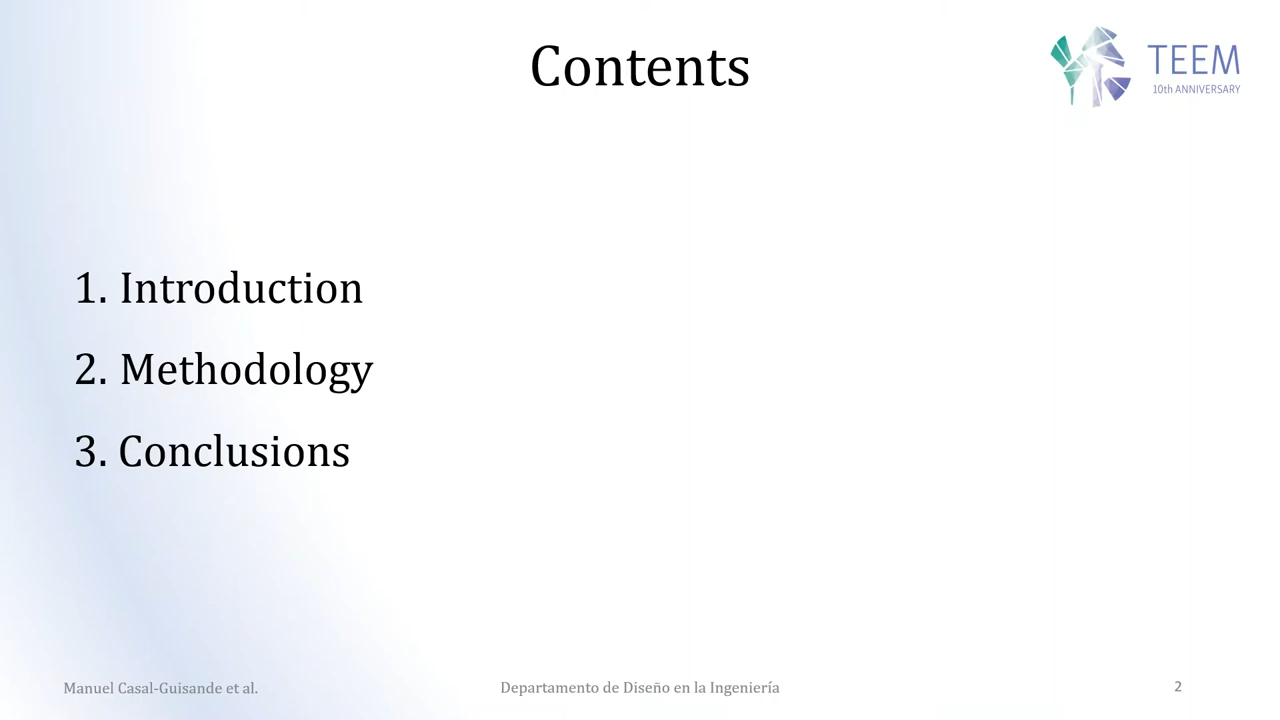 Contents
TEEM
10th ANNIVERSARY
1. Introduction
2. Methodology
3. Conclusions
Manuel Casal-Guisande et al.
Departamento de Diseño en la Ingeniería
2